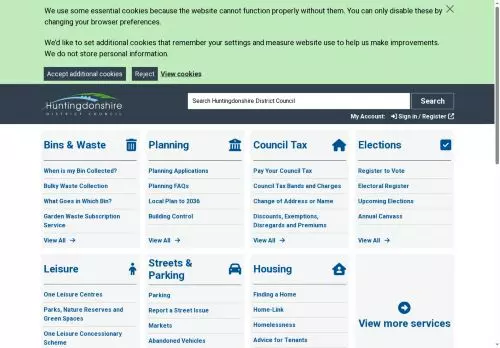 We use some essential cookies because the website cannot function properly without them. You can only disable these by
changing your browser preferences.
We'd like to set additional cookies that remember your settings and measure website use to help us make improvements.
We do not store personal information.
Accept additional cookies
Reject
View cookies
Huntingdonshire
DISTRICT COUNCIL
Search Huntingdonshire District Council
Search
My Account:
Sign in / Register
Bins & Waste
When is my Bin Collected?
Bulky Waste Collection
What Goes in Which Bin?
Garden Waste Subscription
Service
View All
Planning
Planning Applications
Planning FAQs
Local Plan to 2036
Building Control
View All
Council Tax
Pay Your Council Tax
Council Tax Bands and Charges
Change of Address or Name
Discounts, Exemptions,
Disregards and Premiums
View All
Elections
Register to Vote
Electoral Register
Upcoming Elections
Annual Canvass
View All
Leisure
One Leisure Centres
Parks, Nature Reserves and
Green Spaces
One Leisure Concessionary
Scheme
Streets &
Parking
Parking
Report a Street Issue
Markets
Abandoned Vehicles
Housing
Finding a Home
Home-Link
Homelessness
Advice for Tenants
View more services